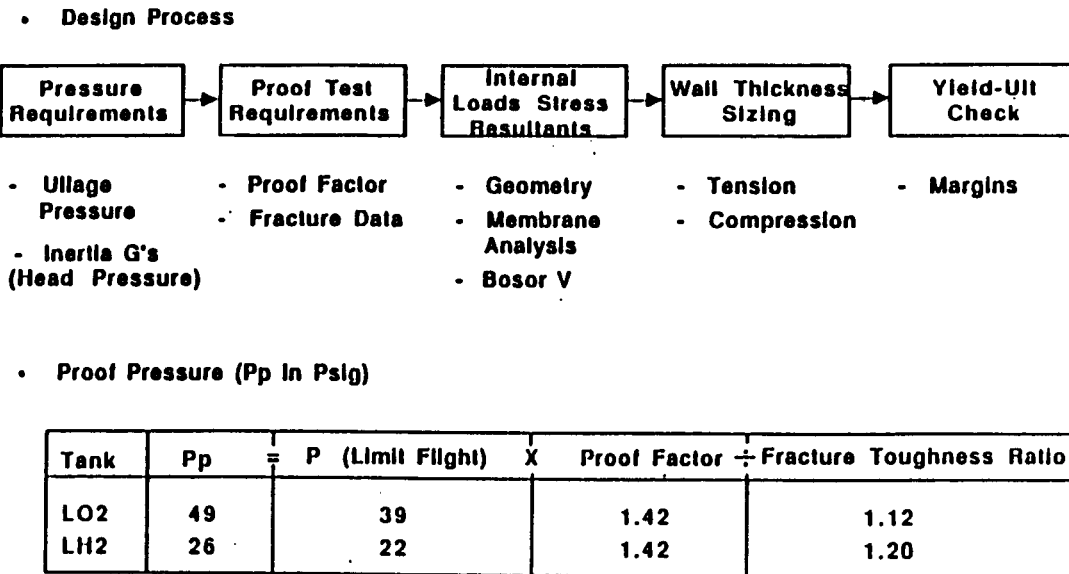 • Design Process
Pressure Requirements
Proof Test Requirements
Internal Loads Stress Resultants
Wall Thickness Sizing
Yield-Ult Check
- Ullage Pressure
- Inertia G's (Head Pressure)
- Proof Factor
- Fracture Data
- Geometry
- Membrane Analysis
- Bosor V
- Tension
- Compression
- Margins
• Proof Pressure (Pp In Psig)
Tank Pp = P (Limit Flight) X Proof Factor ÷ Fracture Toughness Ratio
LO2 49 39 1.42 1.12
LH2 26 22 1.42 1.20